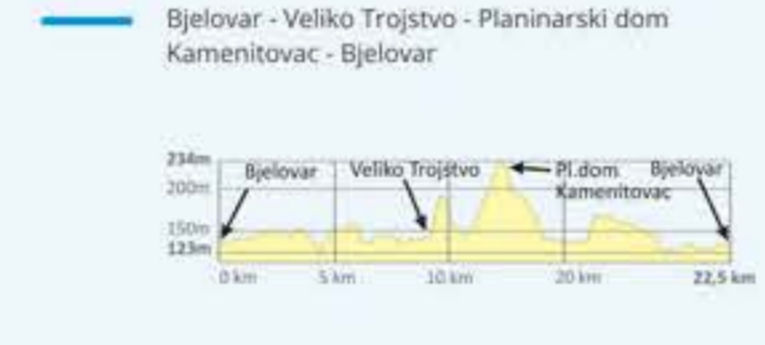 Bjelovar - Veliko Trojstvo - Planinarski dom
Kamenitovac - Bjelovar
234m
200m
150m
123m
Bjelovar
Veliko Trojstvo
Pl.dom
Kamenitovac
Bjelovar
0 km
5 km
10 km
20 km
22,5 km